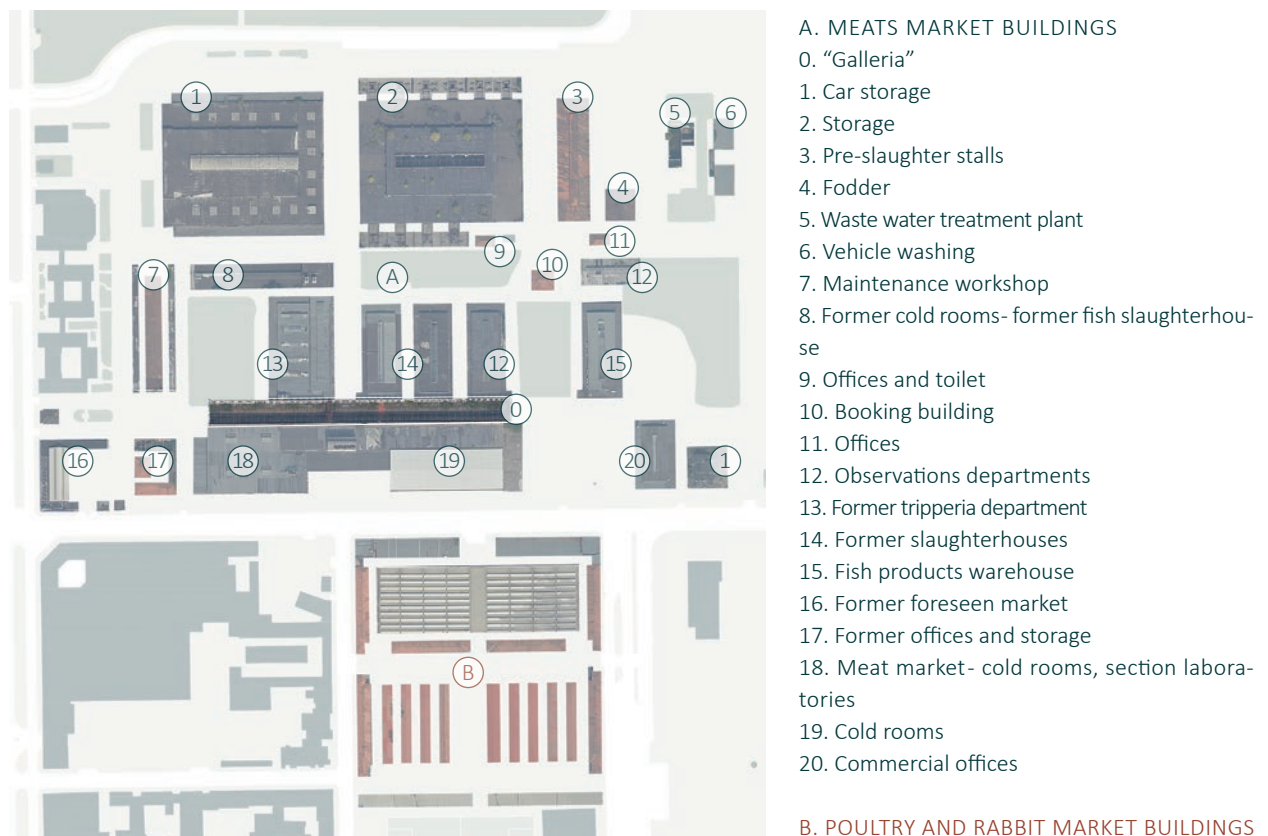 1
2
3
5
6
4
11
9
10
7
8
A
12
13
14
12
15
0
16
17
18
19
20
1
B
A. MEATS MARKET BUILDINGS
0. “Galleria”
1. Car storage
2. Storage
3. Pre-slaughter stalls
4. Fodder
5. Waste water treatment plant
6. Vehicle washing
7. Maintenance workshop
8. Former cold rooms- former fish slaughterhou-
se
9. Offices and toilet
10. Booking building
11. Offices
12. Observations departments
13. Former tripperia department
14. Former slaughterhouses
15. Fish products warehouse
16. Former foreseen market
17. Former offices and storage
18. Meat market- cold rooms, section labora-
tories
19. Cold rooms
20. Commercial offices
B. POULTRY AND RABBIT MARKET BUILDINGS